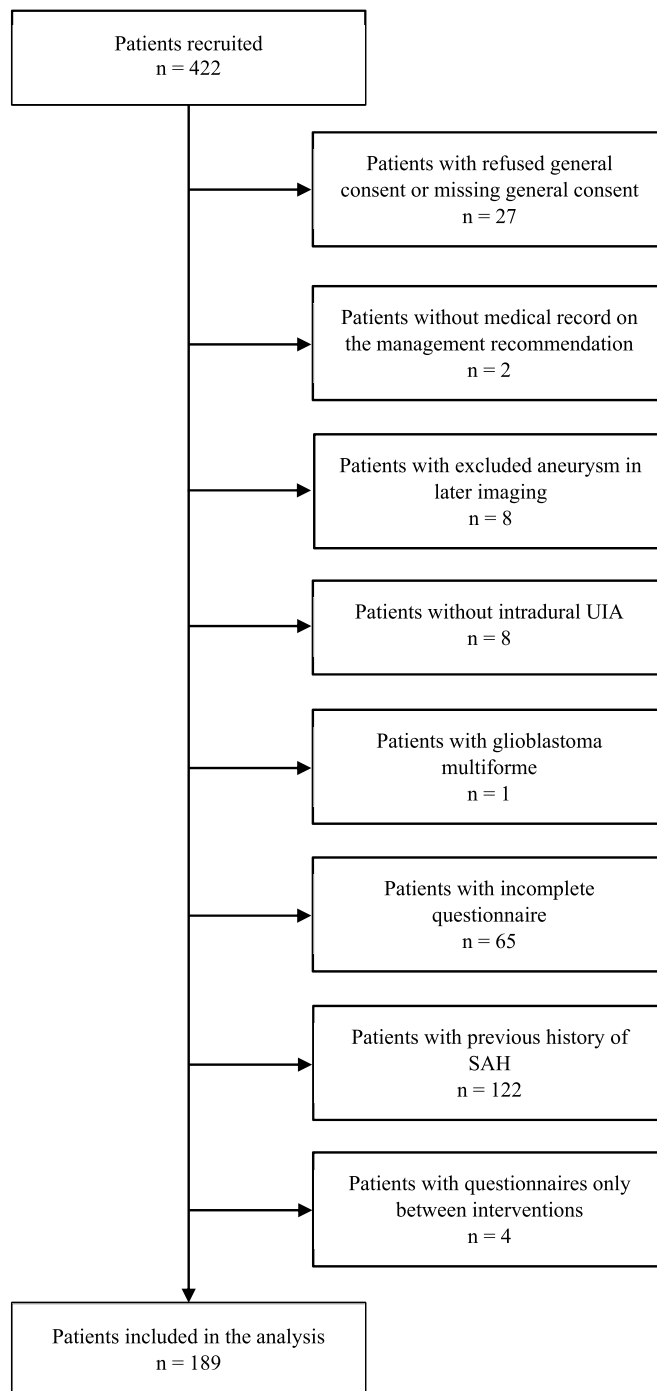 Patients recruited
n = 422
Patients with refused general
consent or missing general consent
n = 27
Patients without medical record on
the management recommendation
n = 2
Patients with excluded aneurysm in
later imaging
n = 8
Patients without intradural UIA
n = 8
Patients with glioblastoma
multiforme
n = 1
Patients with incomplete
questionnaire
n = 65
Patients with previous history of
SAH
n = 122
Patients with questionnaires only
between interventions
n = 4
Patients included in the analysis
n = 189